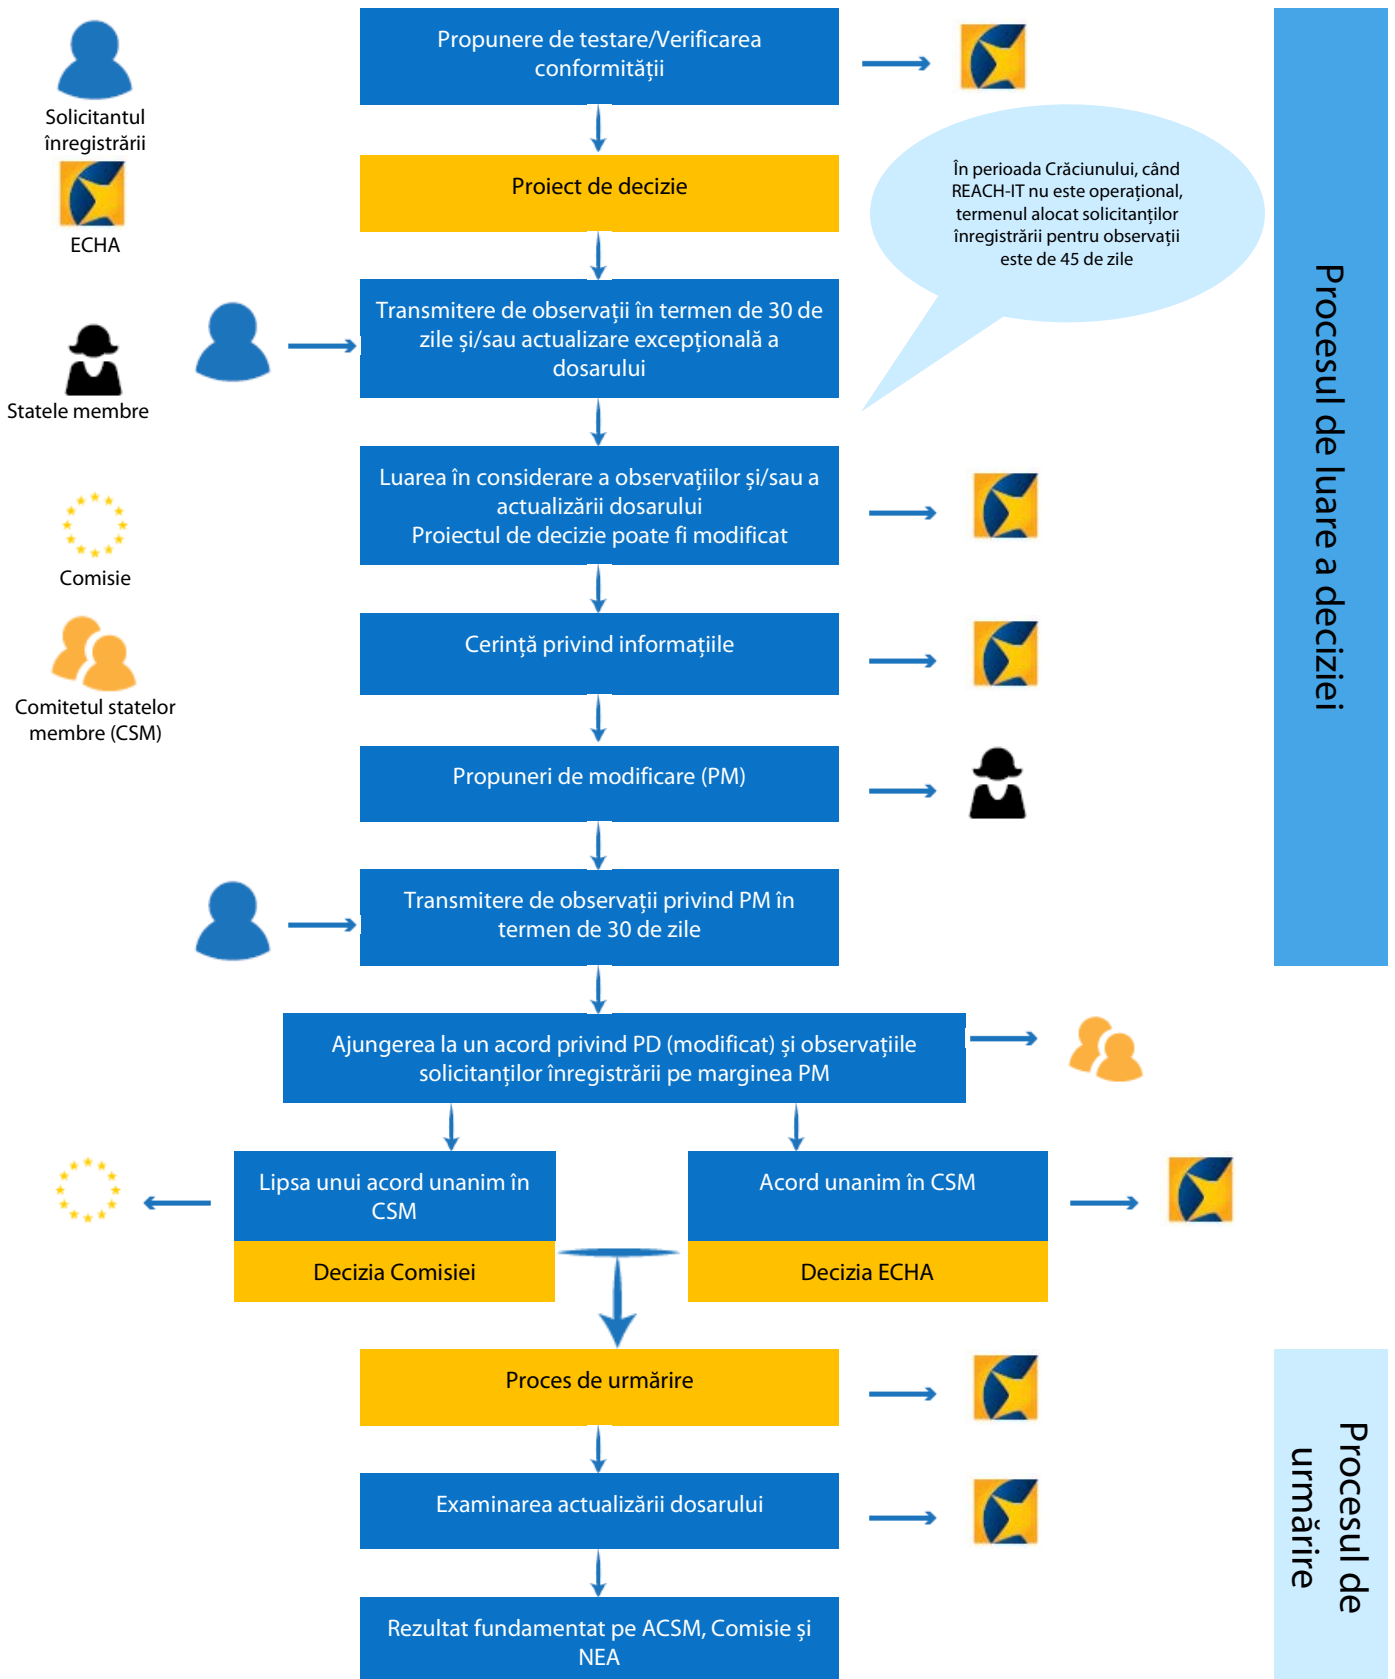 Solicitantul
înregistrării
ECHA
Statele membre
Comisie
Comitetul statelor
membre (CSM)
Propunere de testare/Verificarea
conformității
Proiect de decizie
În perioada Crăciunului, când
REACH-IT nu este operațional,
termenul alocat solicitanților
înregistrării pentru observații
este de 45 de zile
Transmitere de observații în termen de 30 de
zile și/sau actualizare excepțională a
dosarului
Luarea în considerare a observațiilor și/sau a
actualizării dosarului
Proiectul de decizie poate fi modificat
Cerință privind informațiile
Propuneri de modificare (PM)
Transmitere de observații privind PM în
termen de 30 de zile
Ajungerea la un acord privind PD (modificat) și observațiile
solicitanților înregistrării pe marginea PM
Lipsa unui acord unanim în
CSM
Decizia Comisiei
Acord unanim în CSM
Decizia ECHA
Proces de urmărire
Examinarea actualizării dosarului
Rezultat fundamentat pe ACSM, Comisie și
NEA
Procesul de luare a deciziei
Procesul de
urmărire